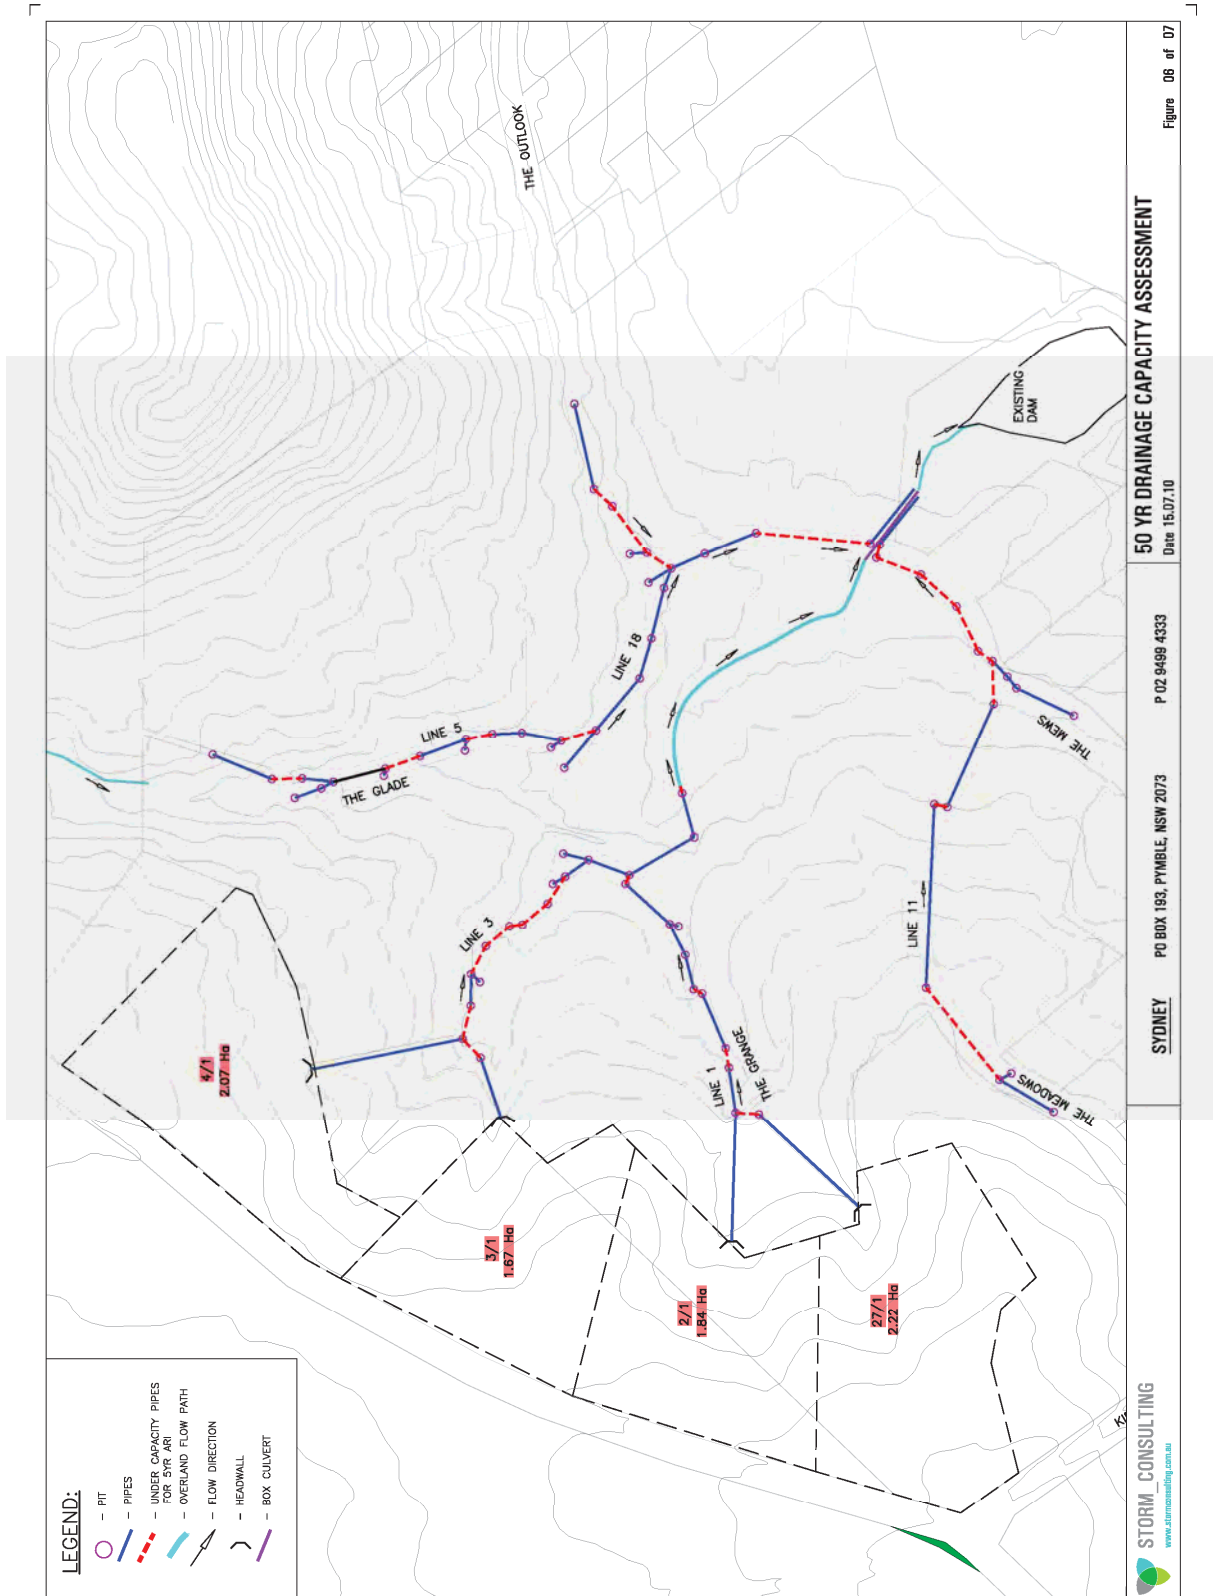 LEGEND:
– PIT
– PIPES
– UNDER CAPACITY PIPES
FOR 5YR ARI
– OVERLAND FLOW PATH
– FLOW DIRECTION
– HEADWALL
– BOX CULVERT
4/1
2.07 Ha
3/1
1.67 Ha
2/1
1.84 Ha
27/1
2.22 Ha
THE OUTLOOK
LINE 5
THE GLADE
LINE 18
LINE 3
LINE 1
THE GRANGE
LINE 11
THE MEADOWS
THE MEWS
EXISTING
DAM
STORM_CONSULTING
www.stormconsulting.com.au
SYDNEY
PO BOX 193, PYMBLE, NSW 2073
P 02 9499 4333
50 YR DRAINAGE CAPACITY ASSESSMENT
Date 15.07.10
Figure 06 of 07